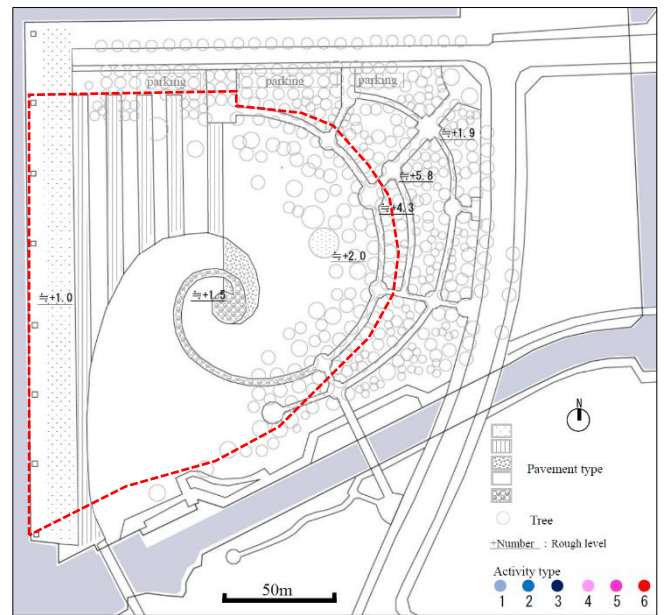 parking parking parking
≒+1.9
≒+5.8
≒+4.3
≒+2.0
≒+1.0 ≒+1.5
N
Pavement type
Tree
+Number : Rough level
Activity type
50m
1 2 3 4 5 6